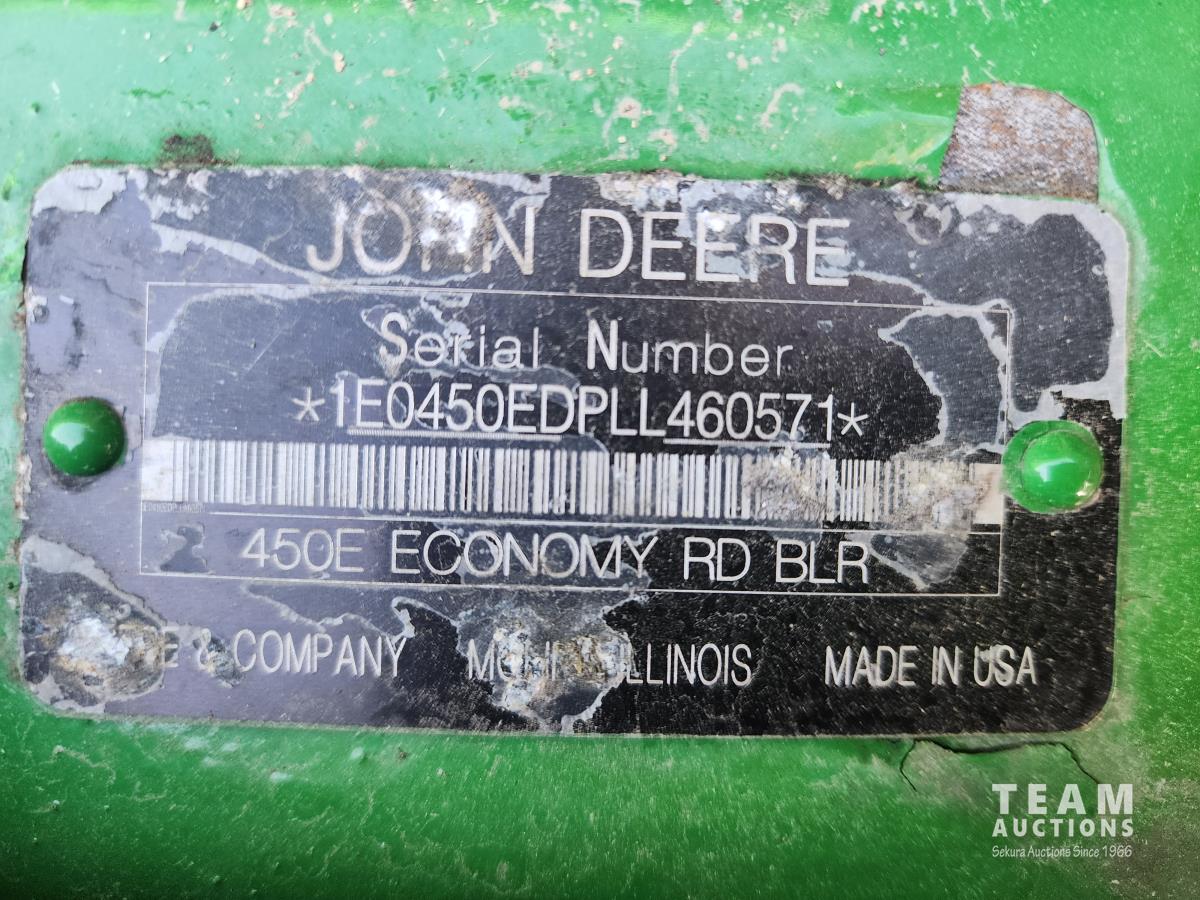 JOHN DEERE
Serial Number
*1E0450EDPLL460571*
450E ECONOMY RD BLR
& COMPANY ILLINOIS MADE IN USA
TEAM
AUCTIONS
Sekura Auctions Since 1966